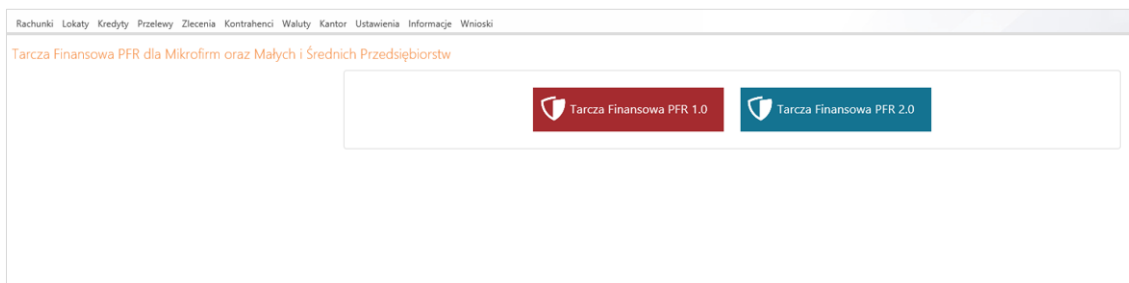 Rachunki Lokaty Kredyty Przelewy Zlecenia Kontrahenci Waluty Kantor Ustawienia Informacje Wnioski
Tarcza Finansowa PFR dla Mikrofirm oraz Małych i Średnich Przedsiębiorstw
Tarcza Finansowa PFR 1.0 Tarcza Finansowa PFR 2.0